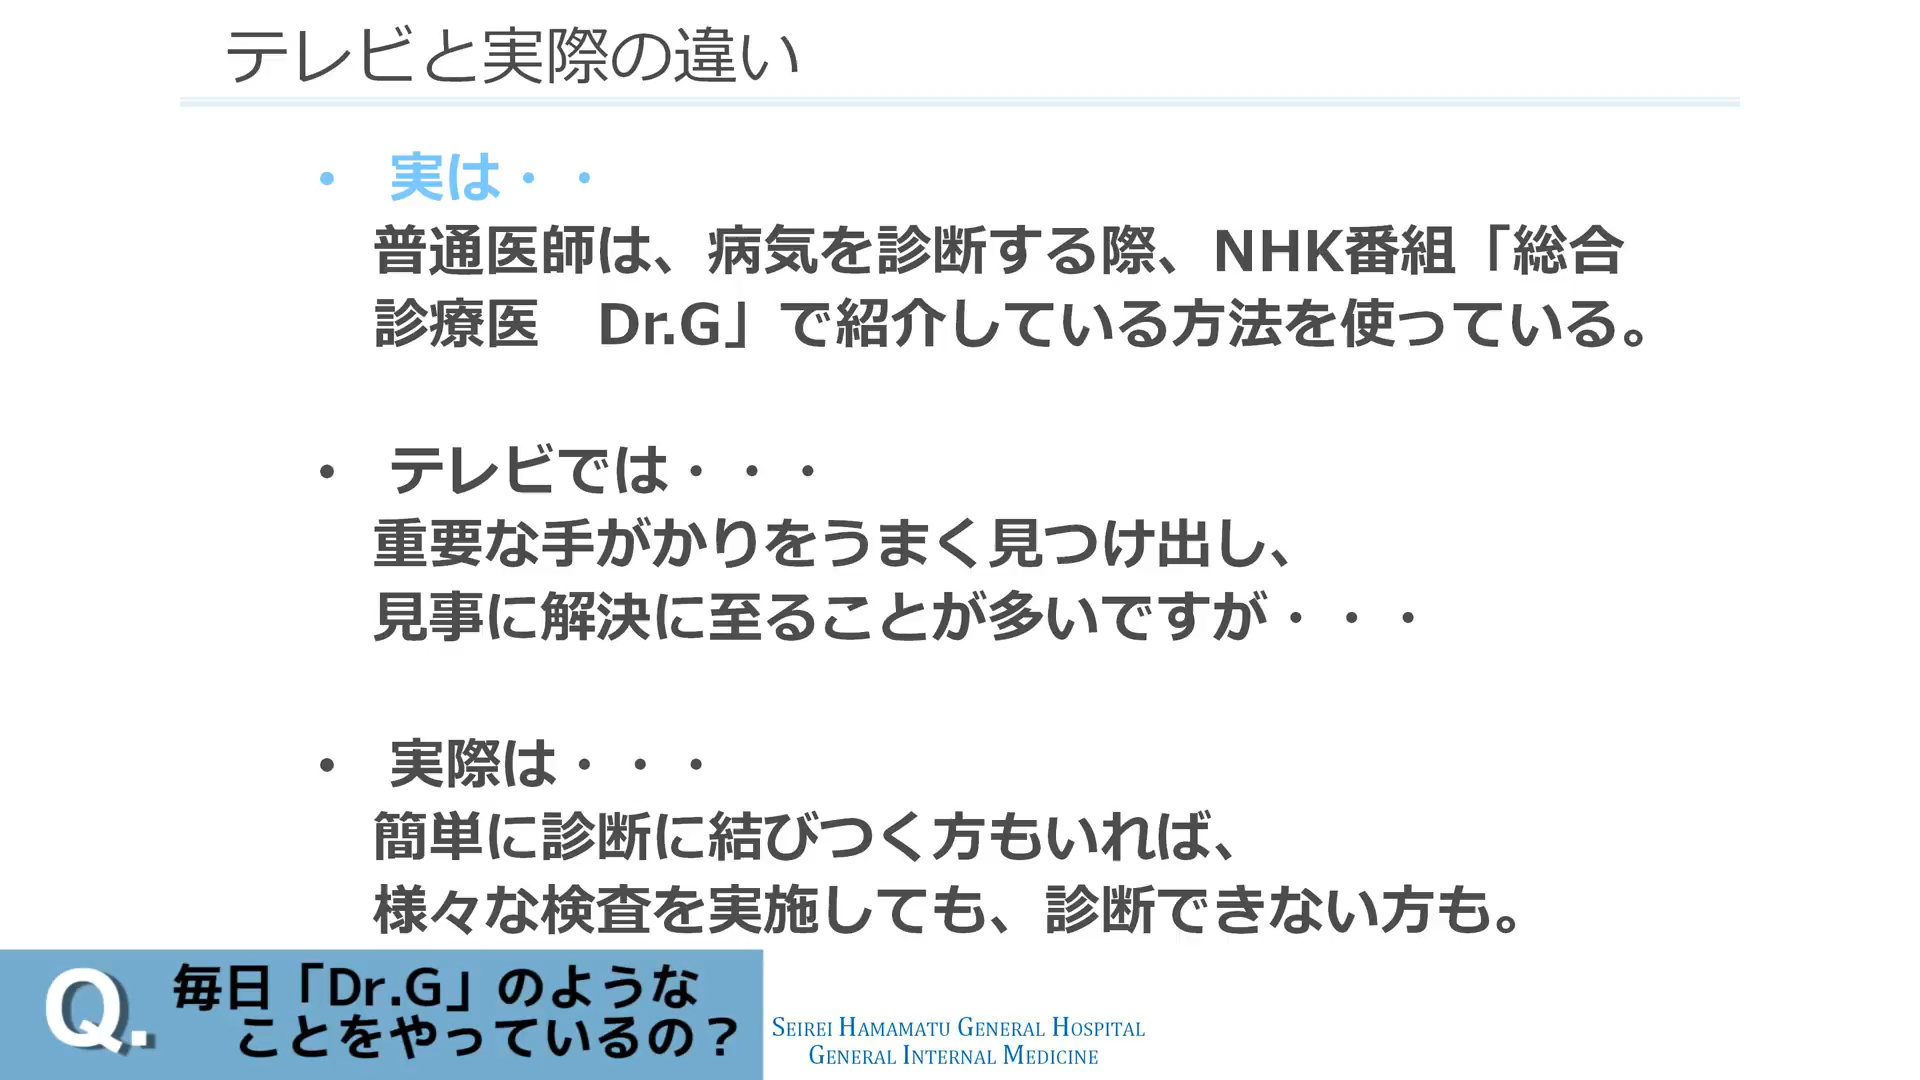 テレビと実際の違い
• 実は・・
普通医師は、病気を診断する際、NHK番組「総合
診療医　Dr.G」で紹介している方法を使っている。
• テレビでは・・・
重要な手がかりをうまく見つけ出し、
見事に解決に至ることが多いですが・・・
• 実際は・・・
簡単に診断に結びつく方もいれば、
様々な検査を実施しても、診断できない方も。
Q. 毎日「Dr.G」のような
ことをやっているの？
SEIREI HAMAMATU GENERAL HOSPITAL
GENERAL INTERNAL MEDICINE